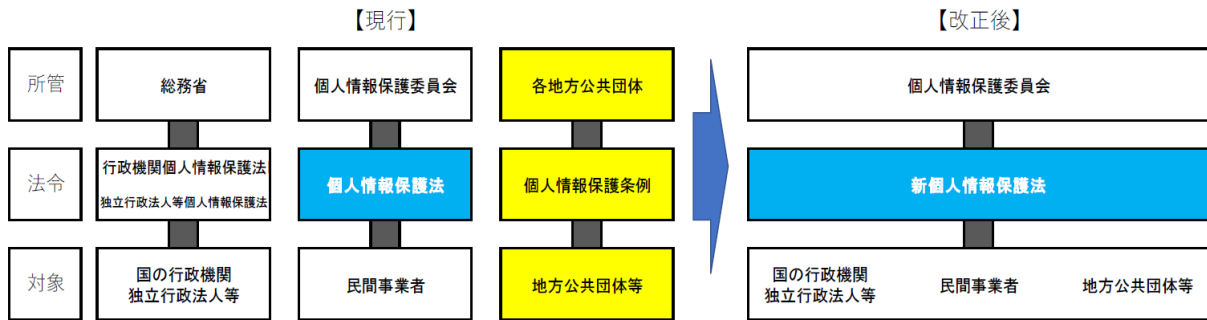 【現行】
【改正後】
所管
総務省
個人情報保護委員会
各地方公共団体
個人情報保護委員会
法令
行政機関個人情報保護法
独立行政法人等個人情報保護法
個人情報保護法
個人情報保護条例
新個人情報保護法
対象
国の行政機関
独立行政法人等
民間事業者
地方公共団体等
国の行政機関
独立行政法人等
民間事業者
地方公共団体等